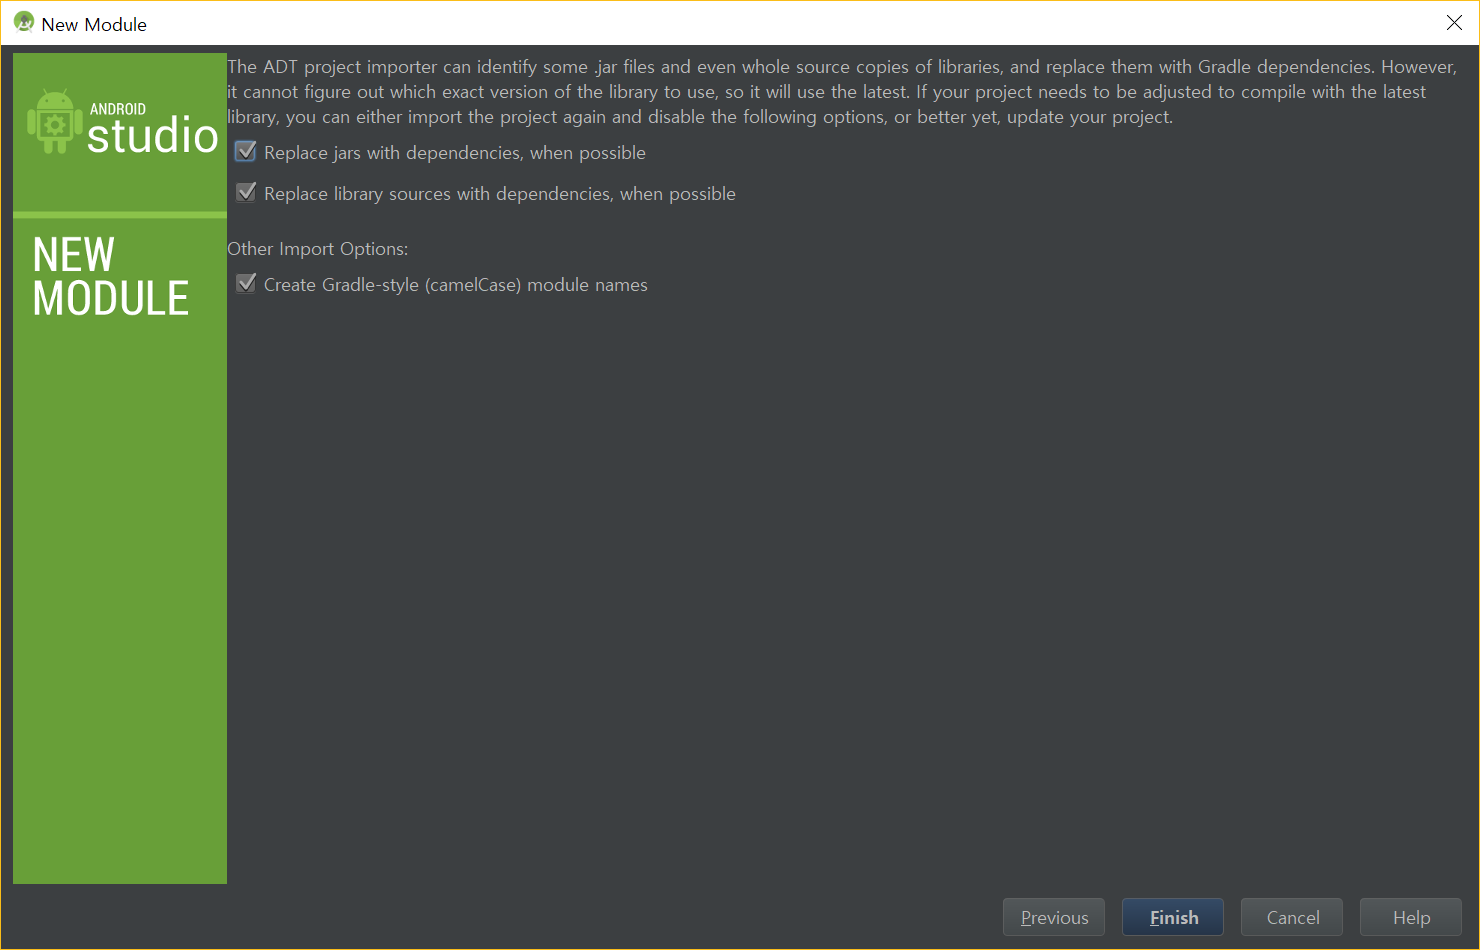 New Module
ANDROID
studio
NEW
MODULE
The ADT project importer can identify some .jar files and even whole source copies of libraries, and replace them with Gradle dependencies. However,
it cannot figure out which exact version of the library to use, so it will use the latest. If your project needs to be adjusted to compile with the latest
library, you can either import the project again and disable the following options, or better yet, update your project.
Replace jars with dependencies, when possible
Replace library sources with dependencies, when possible
Other Import Options:
Create Gradle-style (camelCase) module names
Previous
Finish
Cancel
Help